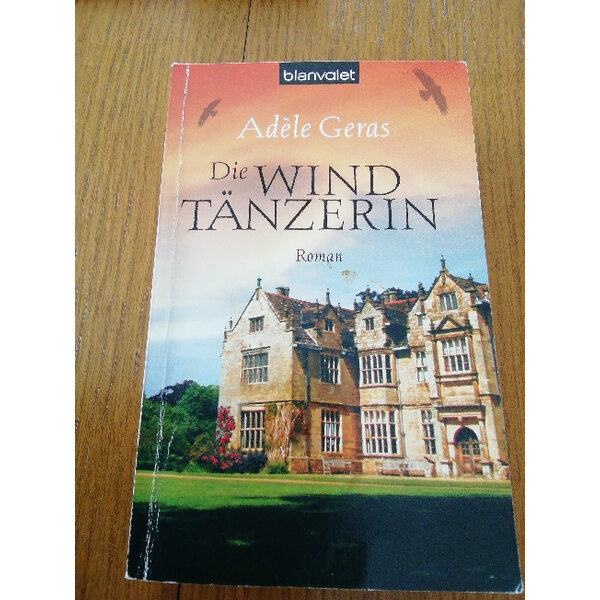 blanvalet
Adèle Geras
Die WIND
TÄNZERIN
Roman